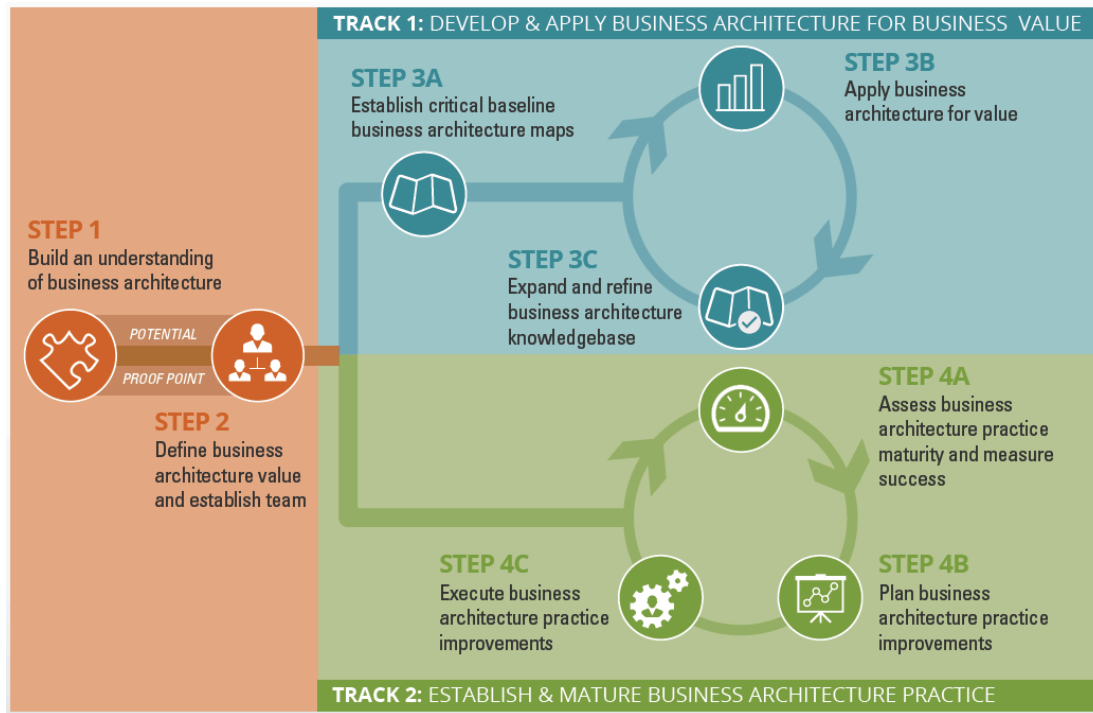 TRACK 1: DEVELOP & APPLY BUSINESS ARCHITECTURE FOR BUSINESS VALUE
STEP 3A
Establish critical baseline
business architecture maps
STEP 3B
Apply business
architecture for value
STEP 1
Build an understanding
of business architecture
STEP 3C
Expand and refine
business architecture
knowledgebase
POTENTIAL
PROOF POINT
STEP 2
Define business
architecture value
and establish team
STEP 4A
Assess business
architecture practice
maturity and measure
success
STEP 4C
Execute business
architecture practice
improvements
STEP 4B
Plan business
architecture practice
improvements
TRACK 2: ESTABLISH & MATURE BUSINESS ARCHITECTURE PRACTICE